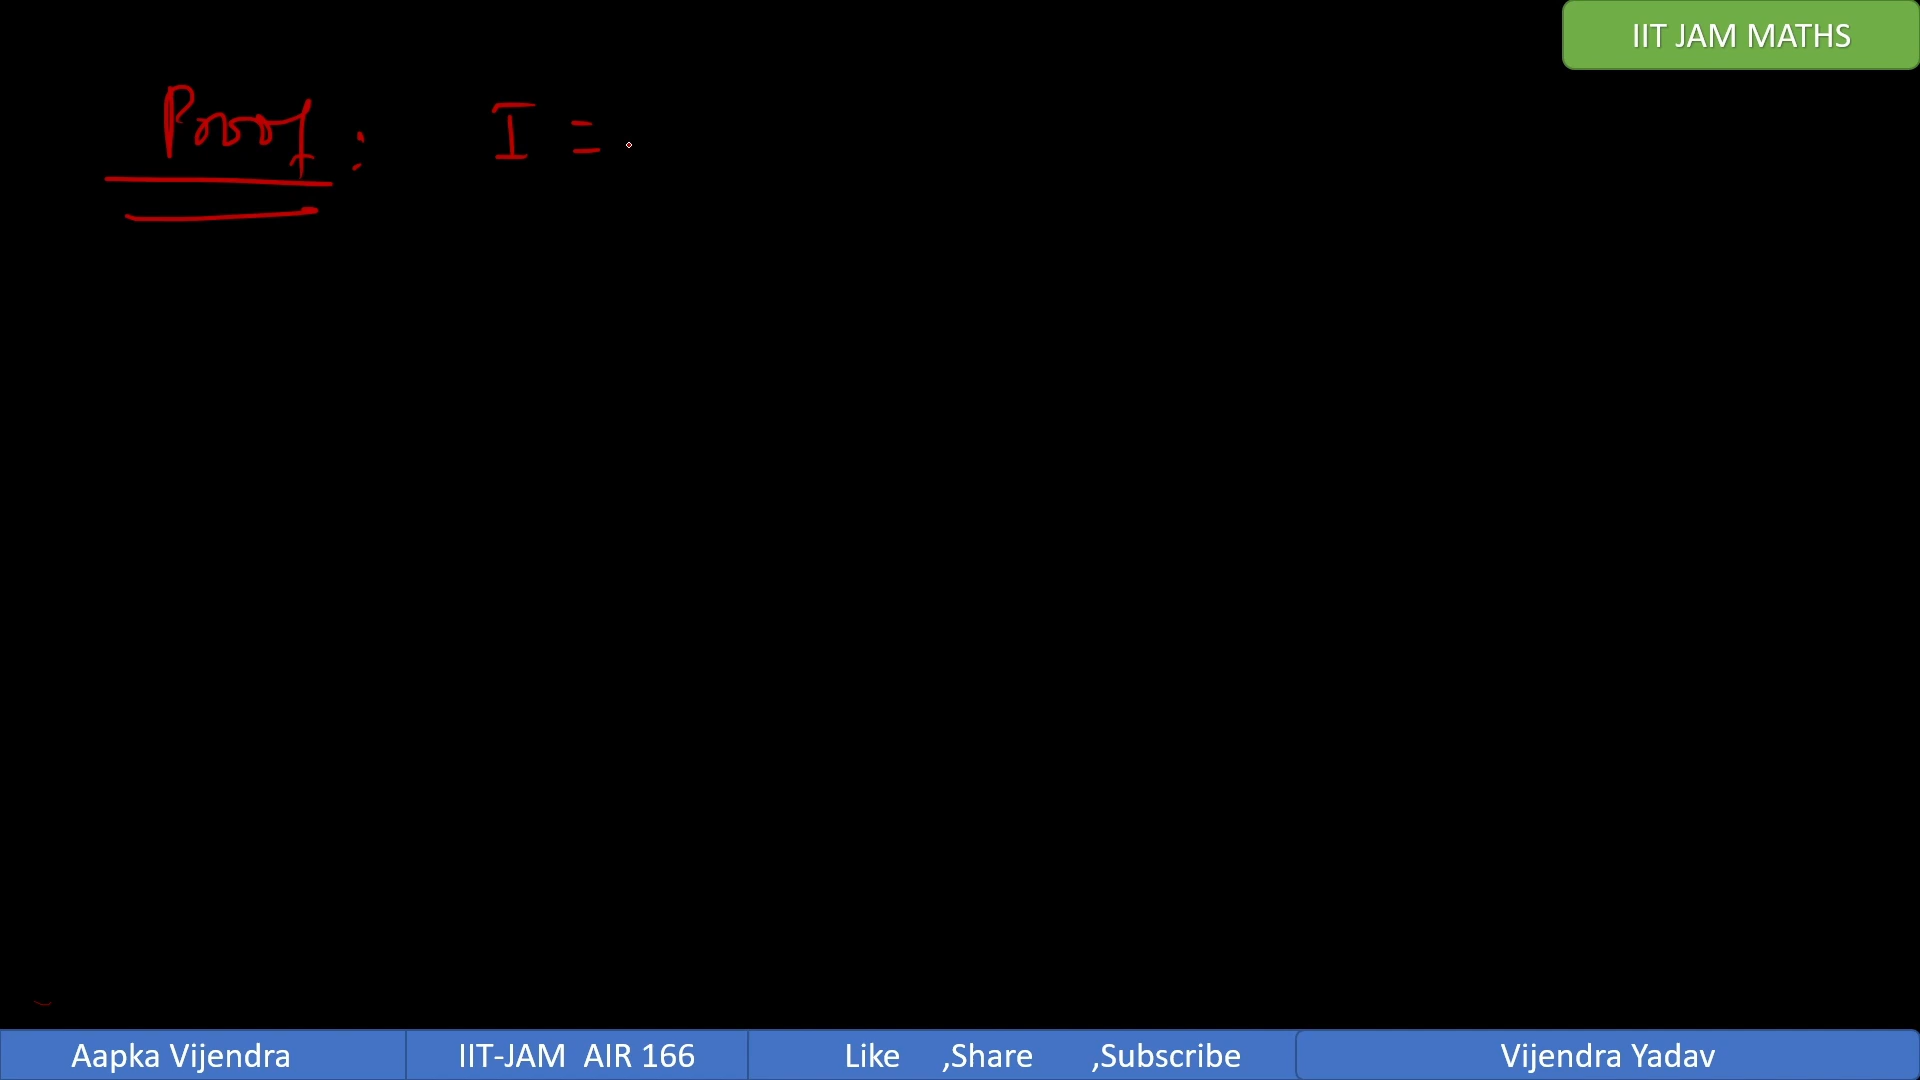 IIT JAM MATHS
Proof : I =
Aapka Vijendra IIT-JAM AIR 166 Like ,Share ,Subscribe Vijendra Yadav